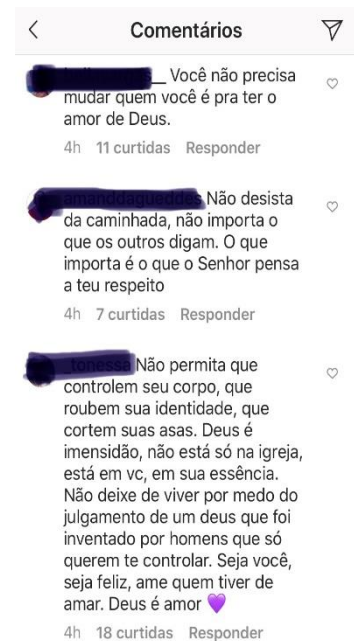 Comentários
Você não precisa
mudar quem você é pra ter o
amor de Deus.
4h 11 curtidas Responder
Não desista
da caminhada, não importa o
que os outros digam. O que
importa é o que o Senhor pensa
a teu respeito
4h 7 curtidas Responder
Não permita que
controlem seu corpo, que
roubem sua identidade, que
cortem suas asas. Deus é
imensidão, não está só na igreja,
está em vc, em sua essência.
Não deixe de viver por medo do
julgamento de um deus que foi
inventado por homens que só
querem te controlar. Seja você,
seja feliz, ame quem tiver de
amar. Deus é amor 💜
4h 18 curtidas Responder